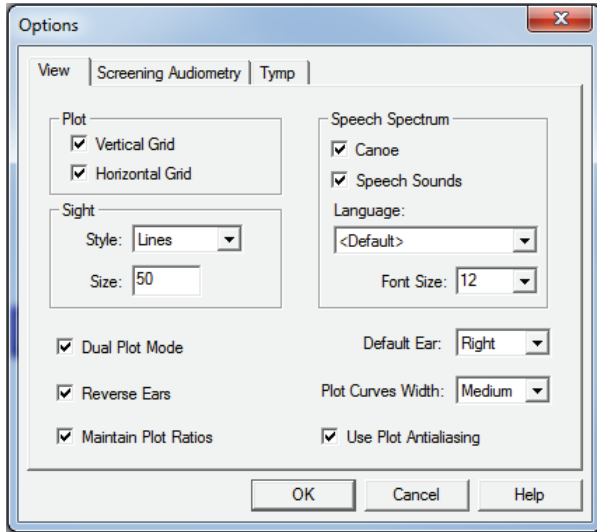 Options
View Screening Audiometry Tymp
Plot
Vertical Grid
Horizontal Grid
Sight
Style: Lines
Size: 50
Speech Spectrum
Canoe
Speech Sounds
Language:
<Default>
Font Size: 12
Dual Plot Mode
Default Ear: Right
Reverse Ears
Plot Curves Width: Medium
Maintain Plot Ratios
Use Plot Antialiasing
OK Cancel Help